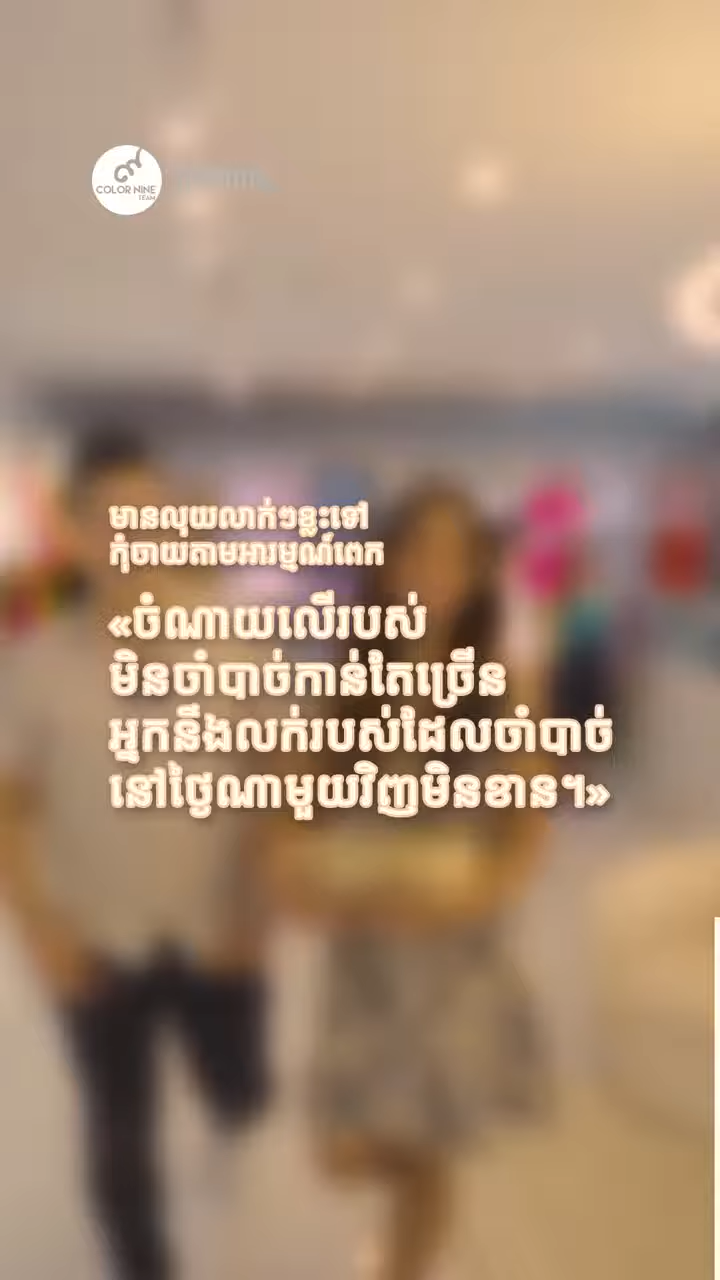 COLOR NINE
TEAM
មានលុយលាក់ៗខ្លះទៅ
កុំចាយតាមអារម្មណ៍ពេក
«ចំណាយលើរបស់
មិនចាំបាច់កាន់តែច្រើន
អ្នកនឹងលក់របស់ដែលចាំបាច់
នៅថ្ងៃណាមួយវិញមិនខាន។»